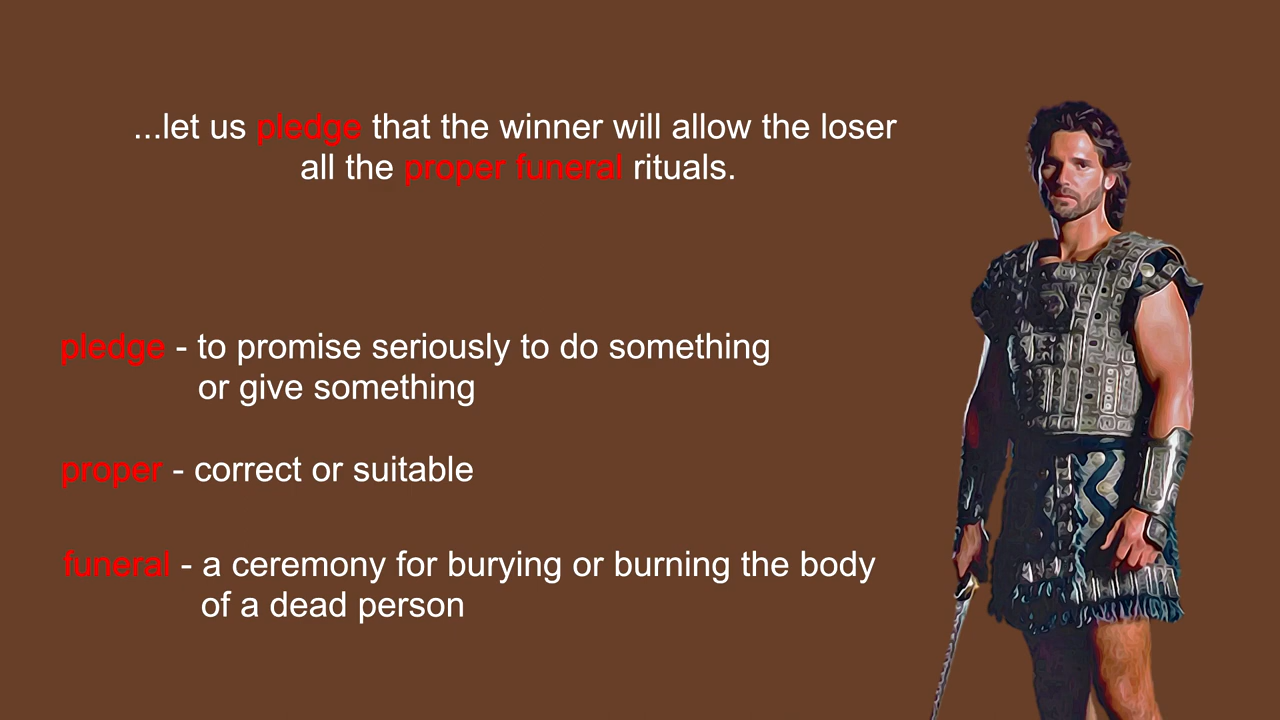 ...let us pledge that the winner will allow the loser
all the proper funeral rituals.
pledge - to promise seriously to do something
or give something
proper - correct or suitable
funeral - a ceremony for burying or burning the body
of a dead person